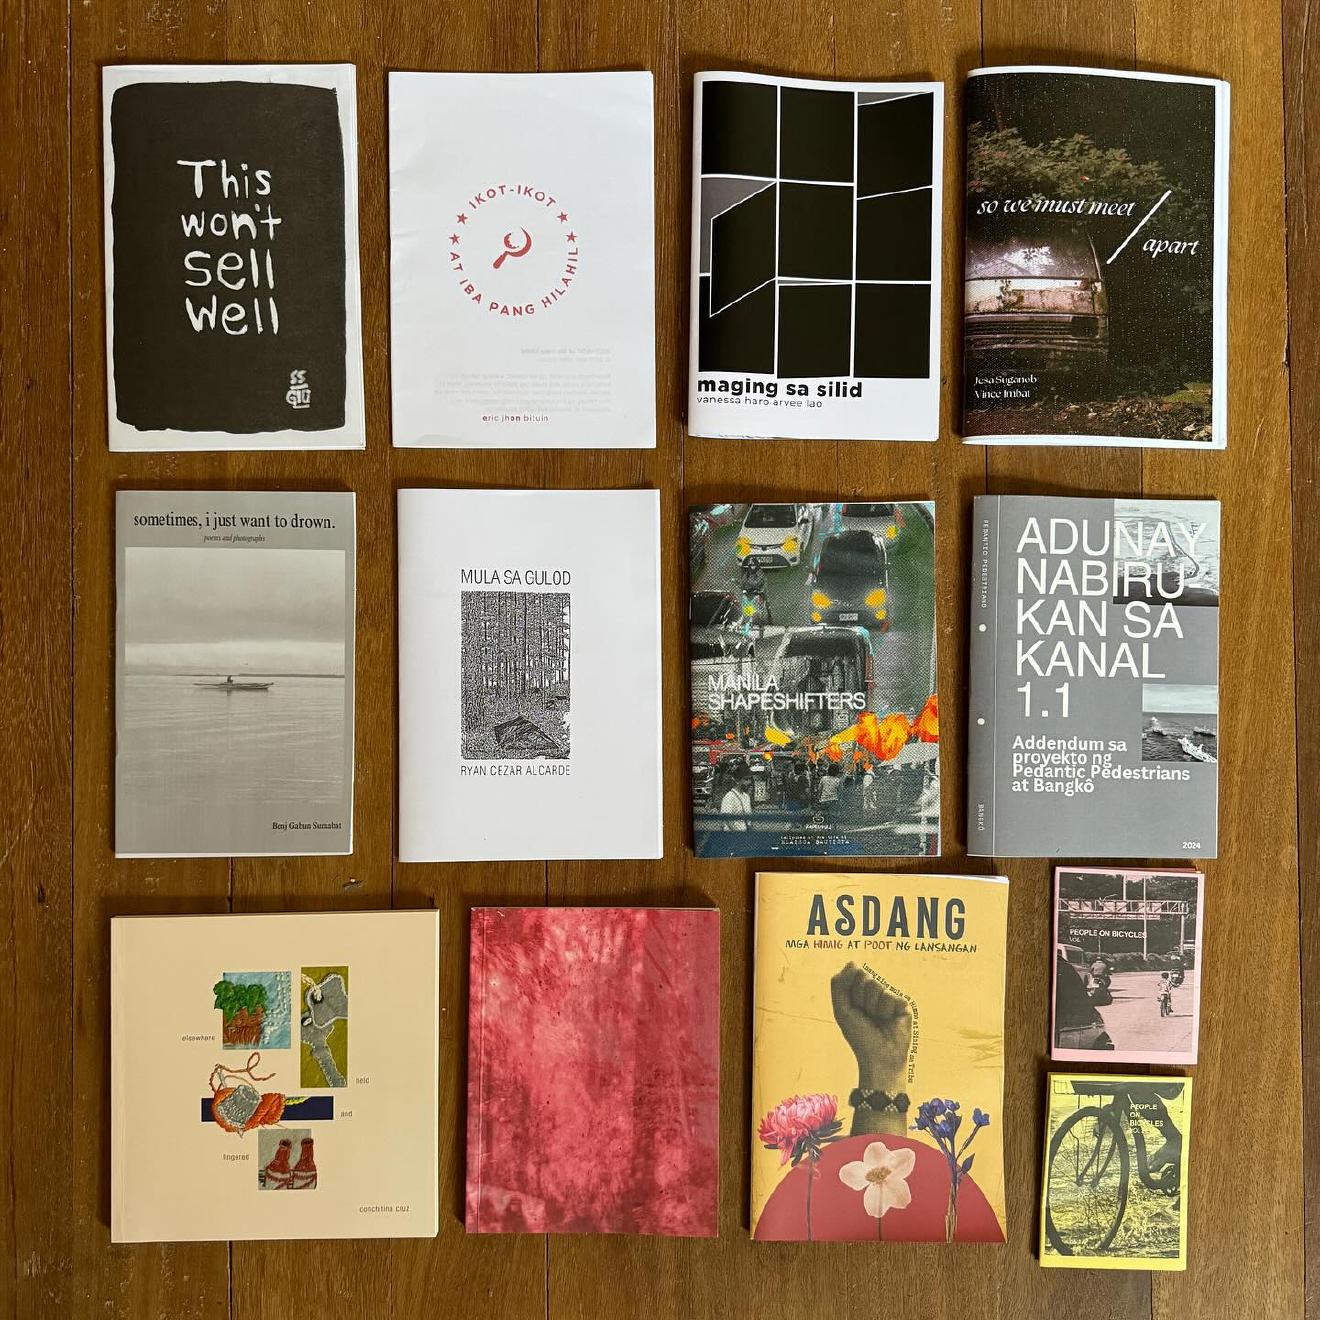 This
won't
sell
well
SS
IKOT-IKOT
AT IBA PANG HILAHIL
eric jhon bituin
maging sa silid
vanessa haro arvee lao
so we must meet
apart
Jesa Suganob
Vince Imbat
sometimes, i just want to drown.
poems and photographs
Benj Gabun Sumabat
MULA SA GULOD
RYAN CEZAR ALCARDE
MANILA
SHAPESHIFTERS
PEDANTIC PEDESTRIANS
BANGKÔ
ADUNAY
NABIRU
KAN SA
KANAL
1.1
Addendum sa
proyekto ng
Pedantic Pedestrians
at Bangkô
2024
elsewhere
held
and
lingered
conchitina cruz
ASDANG
MGA HIMIG AT POOT NG LANSANGAN
PEOPLE ON BICYCLES
VOL. 1
PEOPLE
ON
BICYCLES